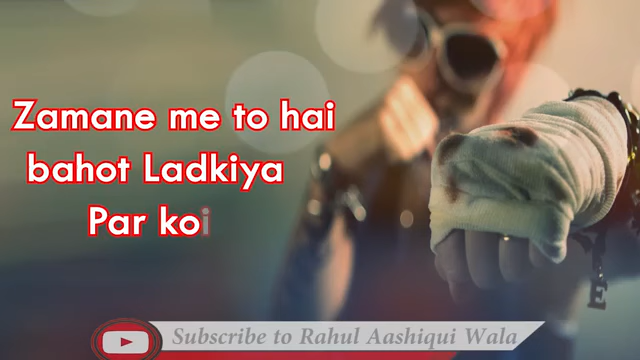 Zamane me to hai
bahot Ladkiya
Par koi
Subscribe to Rahul Aashiqui Wala